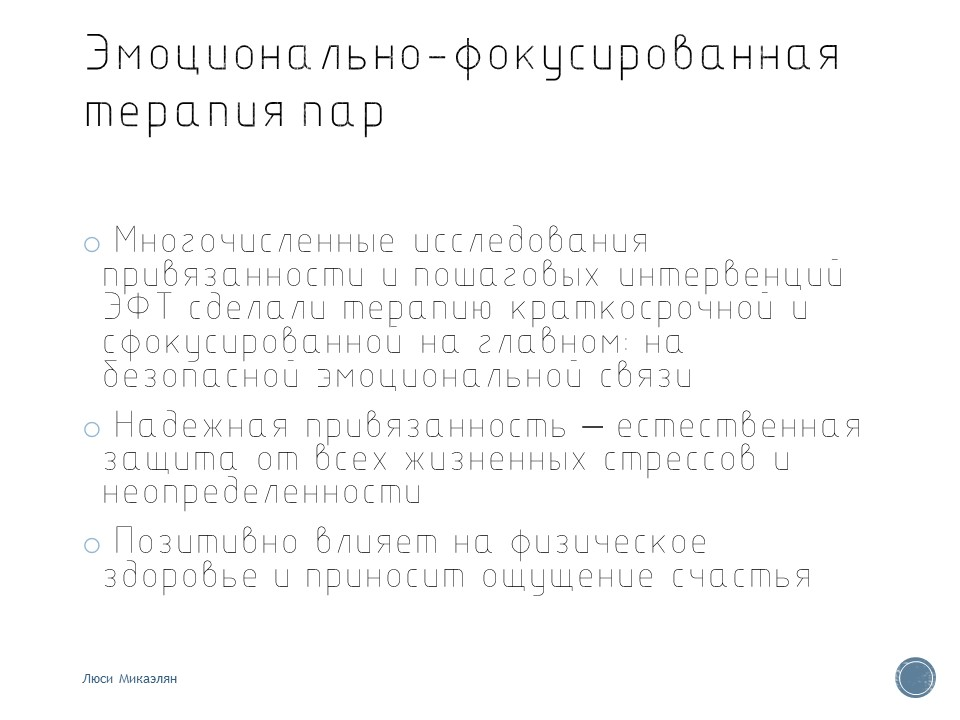 Эмоционально-фокусированная
терапия пар
o Многочисленные исследования
привязанности и пошаговых интервенций
ЭФТ сделали терапию краткосрочной и
сфокусированной на главном: на
безопасной эмоциональной связи
o Надежная привязанность – естественная
защита от всех жизненных стрессов и
неопределенности
o Позитивно влияет на физическое
здоровье и приносит ощущение счастья
Люси Микаэлян